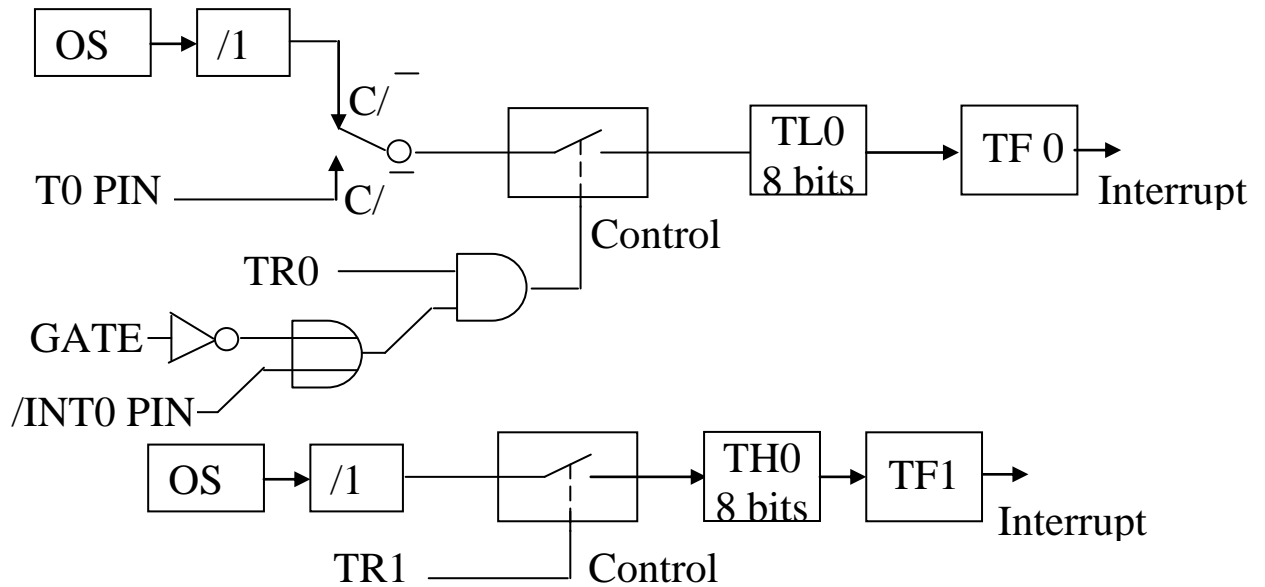 OS
/1
C/
T0 PIN
C/
TL0
8 bits
TF 0
Interrupt
Control
TR0
GATE
/INT0 PIN
OS
/1
TH0
8 bits
TF1
Interrupt
TR1
Control